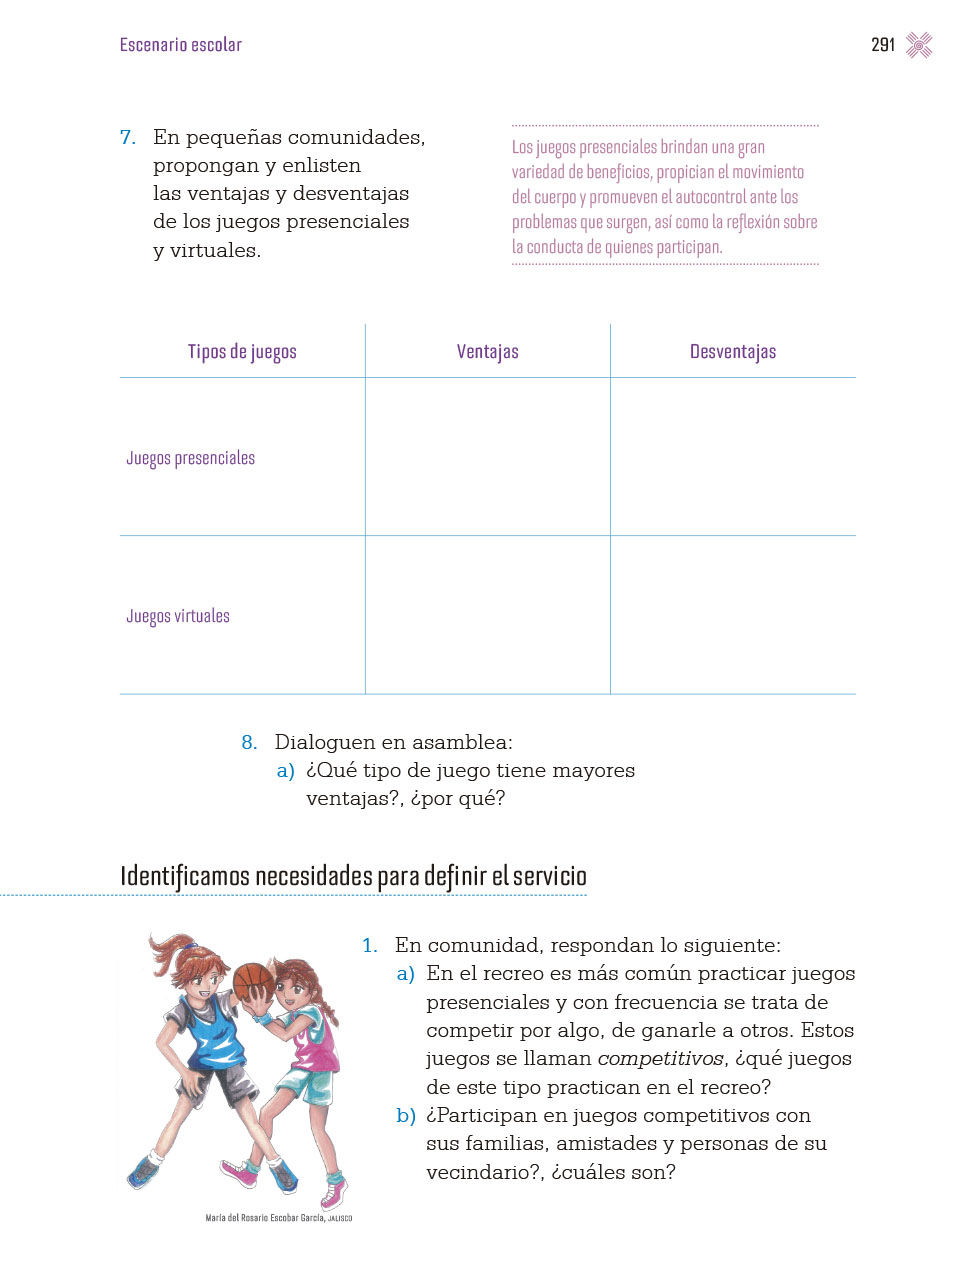 Escenario escolar
291
7. En pequeñas comunidades,
propongan y enlisten
las ventajas y desventajas
de los juegos presenciales
y virtuales.
Los juegos presenciales brindan una gran
variedad de beneficios, propician el movimiento
del cuerpo y promueven el autocontrol ante los
problemas que surgen, así como la reflexión sobre
la conducta de quienes participan.
Tipos de juegos
Ventajas
Desventajas
Juegos presenciales
Juegos virtuales
8. Dialoguen en asamblea:
a) ¿Qué tipo de juego tiene mayores
ventajas?, ¿por qué?
Identificamos necesidades para definir el servicio
1. En comunidad, respondan lo siguiente:
a) En el recreo es más común practicar juegos
presenciales y con frecuencia se trata de
competir por algo, de ganarle a otros. Estos
juegos se llaman competitivos, ¿qué juegos
de este tipo practican en el recreo?
b) ¿Participan en juegos competitivos con
sus familias, amistades y personas de su
vecindario?, ¿cuáles son?
María del Rosario Escobar García, JALISCO